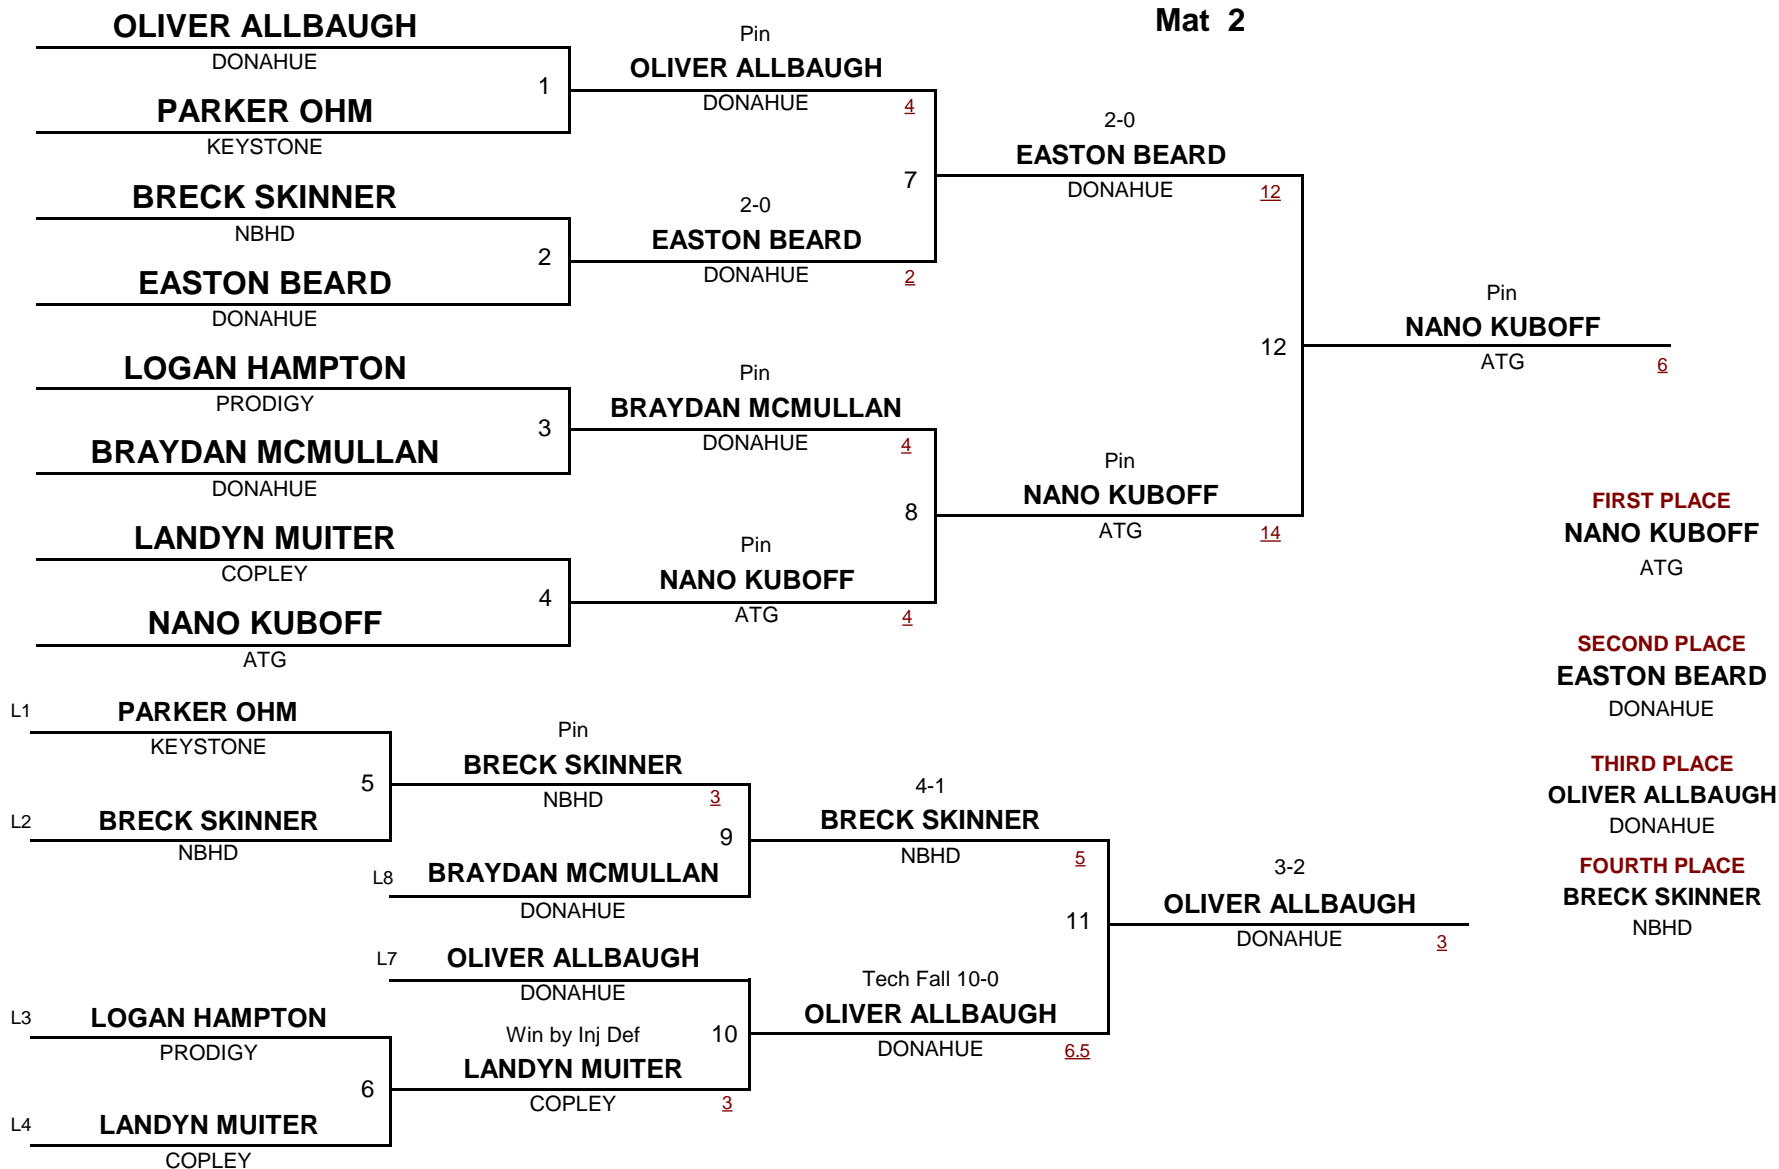 Mat 2
OLIVER ALLBAUGH
DONAHUE
1
PARKER OHM
KEYSTONE
BRECK SKINNER
NBHD
2
EASTON BEARD
DONAHUE
LOGAN HAMPTON
PRODIGY
3
BRAYDAN MCMULLAN
DONAHUE
LANDYN MUITER
COPLEY
4
NANO KUBOFF
ATG
Pin
OLIVER ALLBAUGH
DONAHUE 4
7
2-0
EASTON BEARD
DONAHUE 2
Pin
BRAYDAN MCMULLAN
DONAHUE 4
8
Pin
NANO KUBOFF
ATG 4
2-0
EASTON BEARD
DONAHUE 12
12
Pin
NANO KUBOFF
ATG 14
Pin
NANO KUBOFF
ATG 6
FIRST PLACE
NANO KUBOFF
ATG
SECOND PLACE
EASTON BEARD
DONAHUE
THIRD PLACE
OLIVER ALLBAUGH
DONAHUE
FOURTH PLACE
BRECK SKINNER
NBHD
L1 PARKER OHM
KEYSTONE
5
L2 BRECK SKINNER
NBHD
L3 LOGAN HAMPTON
PRODIGY
6
L4 LANDYN MUITER
COPLEY
Pin
BRECK SKINNER
NBHD 3
9
L8 BRAYDAN MCMULLAN
DONAHUE
L7 OLIVER ALLBAUGH
DONAHUE
Win by Inj Def 10
LANDYN MUITER
COPLEY 3
4-1
BRECK SKINNER
NBHD 5
11
Tech Fall 10-0
OLIVER ALLBAUGH
DONAHUE 6.5
3-2
OLIVER ALLBAUGH
DONAHUE 3